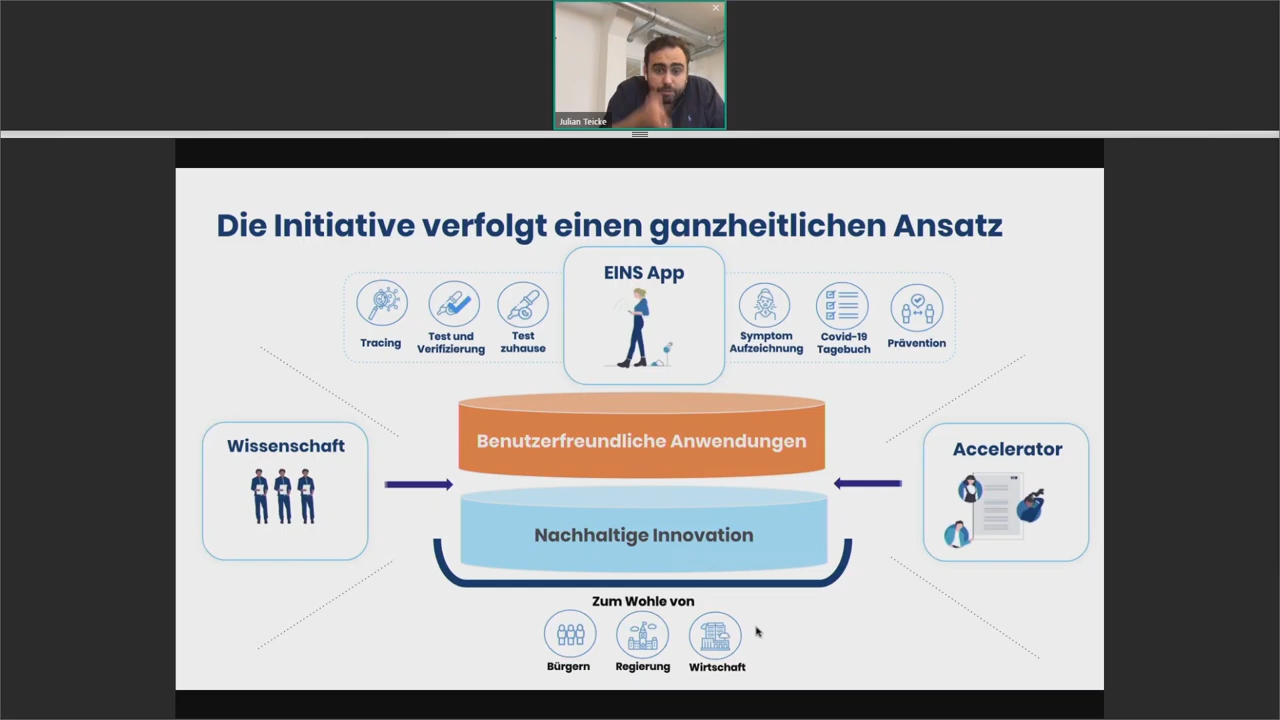 Julian Teicke
Die Initiative verfolgt einen ganzheitlichen Ansatz
EINS App
Tracing
Test und
Verifizierung
Test
zuhause
Symptom
Aufzeichnung
Covid-19
Tagebuch
Prävention
Wissenschaft
Benutzerfreundliche Anwendungen
Accelerator
Nachhaltige Innovation
Zum Wohle von
Bürgern
Regierung
Wirtschaft